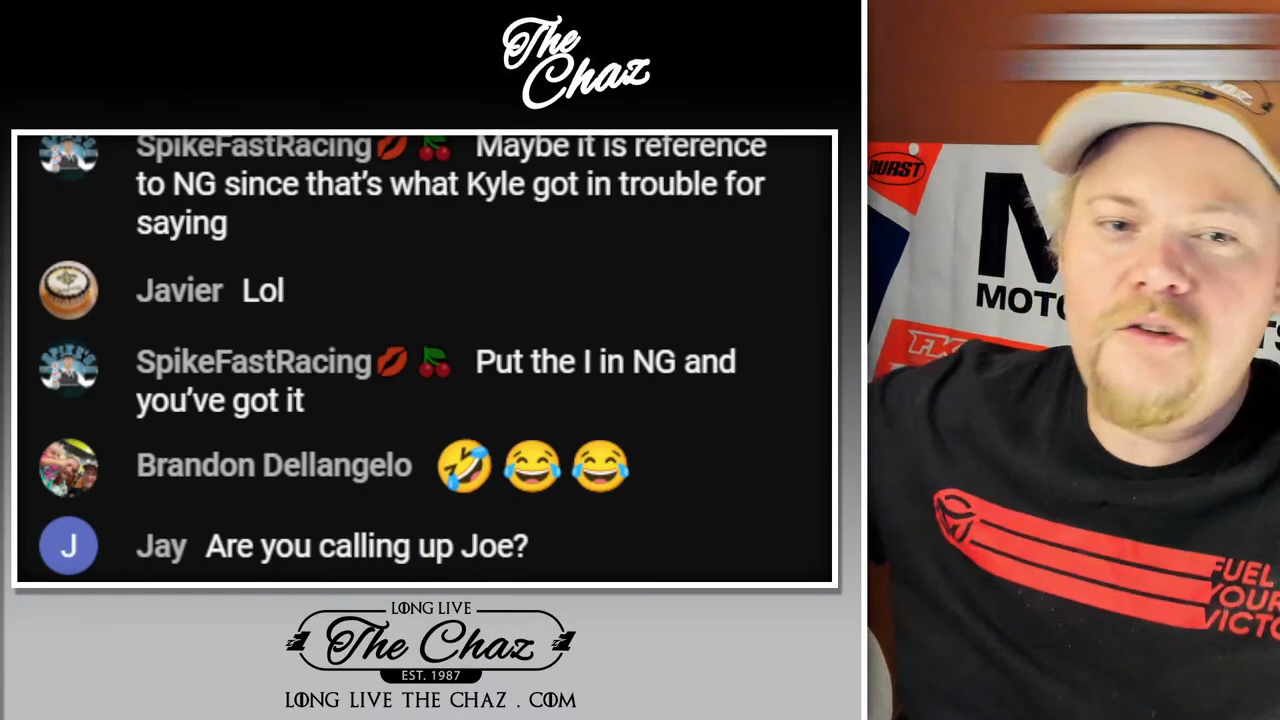 The
Chaz
SpikeFastRacing💋🍒 Maybe it is reference
to NG since that’s what Kyle got in trouble for
saying
Javier Lol
SpikeFastRacing💋🍒 Put the I in NG and
you’ve got it
Brandon Dellangelo 🤣😂😂
J Jay Are you calling up Joe?
LONG LIVE
The Chaz
EST. 1987
LONG LIVE THE CHAZ . COM
DURST
M
MOTO
FUEL
YOUR
VICTO